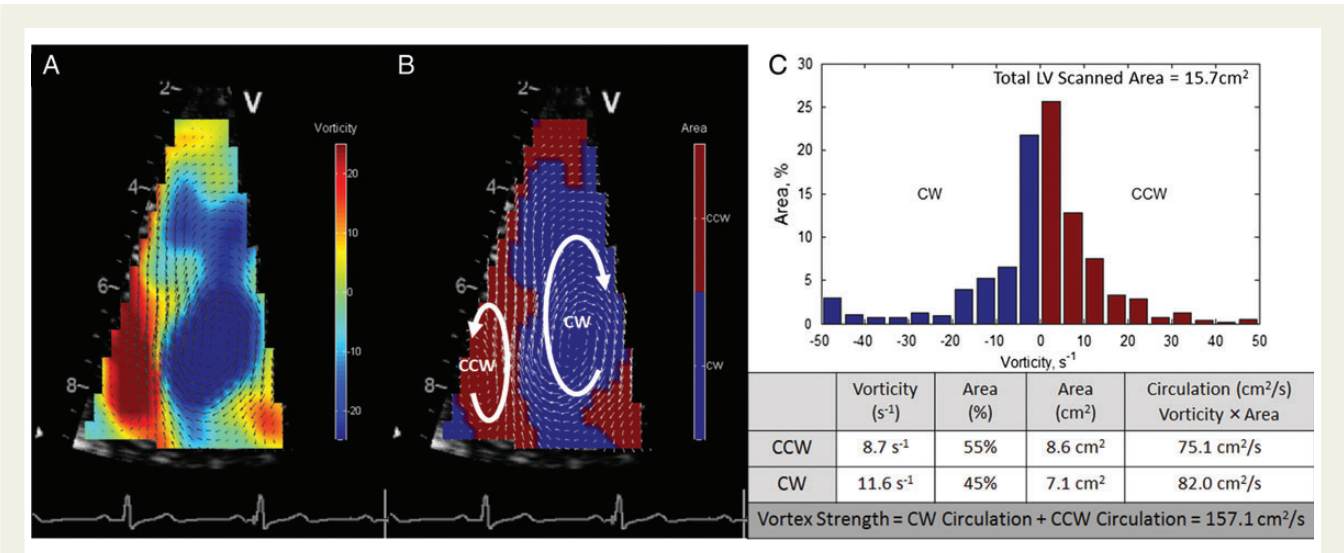 A
2
V
Vorticity
20
10
0
-10
-20
4
6
8
B
2
V
Area
CCW
CW
4
6
8
CW
CCW
C
Total LV Scanned Area = 15.7cm²
CW
CCW
Area, %
30
25
20
15
10
5
0
-50 -40 -30 -20 -10 0 10 20 30 40 50
Vorticity, s⁻¹
Vorticity (s⁻¹) Area (%) Area (cm²) Circulation (cm²/s) Vorticity × Area
CCW 8.7 s⁻¹ 55% 8.6 cm² 75.1 cm²/s
CW 11.6 s⁻¹ 45% 7.1 cm² 82.0 cm²/s
Vortex Strength = CW Circulation + CCW Circulation = 157.1 cm²/s